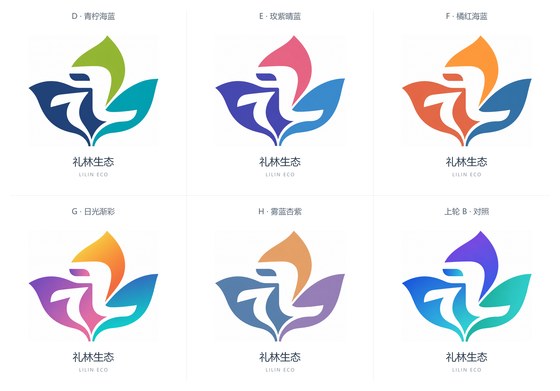 D · 青柠海蓝
E · 玫紫晴蓝
F · 橘红海蓝
礼林生态
LILIN ECO
礼林生态
LILIN ECO
礼林生态
LILIN ECO
G · 日光渐彩
H · 雾蓝杏紫
上轮 B · 对照
礼林生态
LILIN ECO
礼林生态
LILIN ECO
礼林生态
LILIN ECO